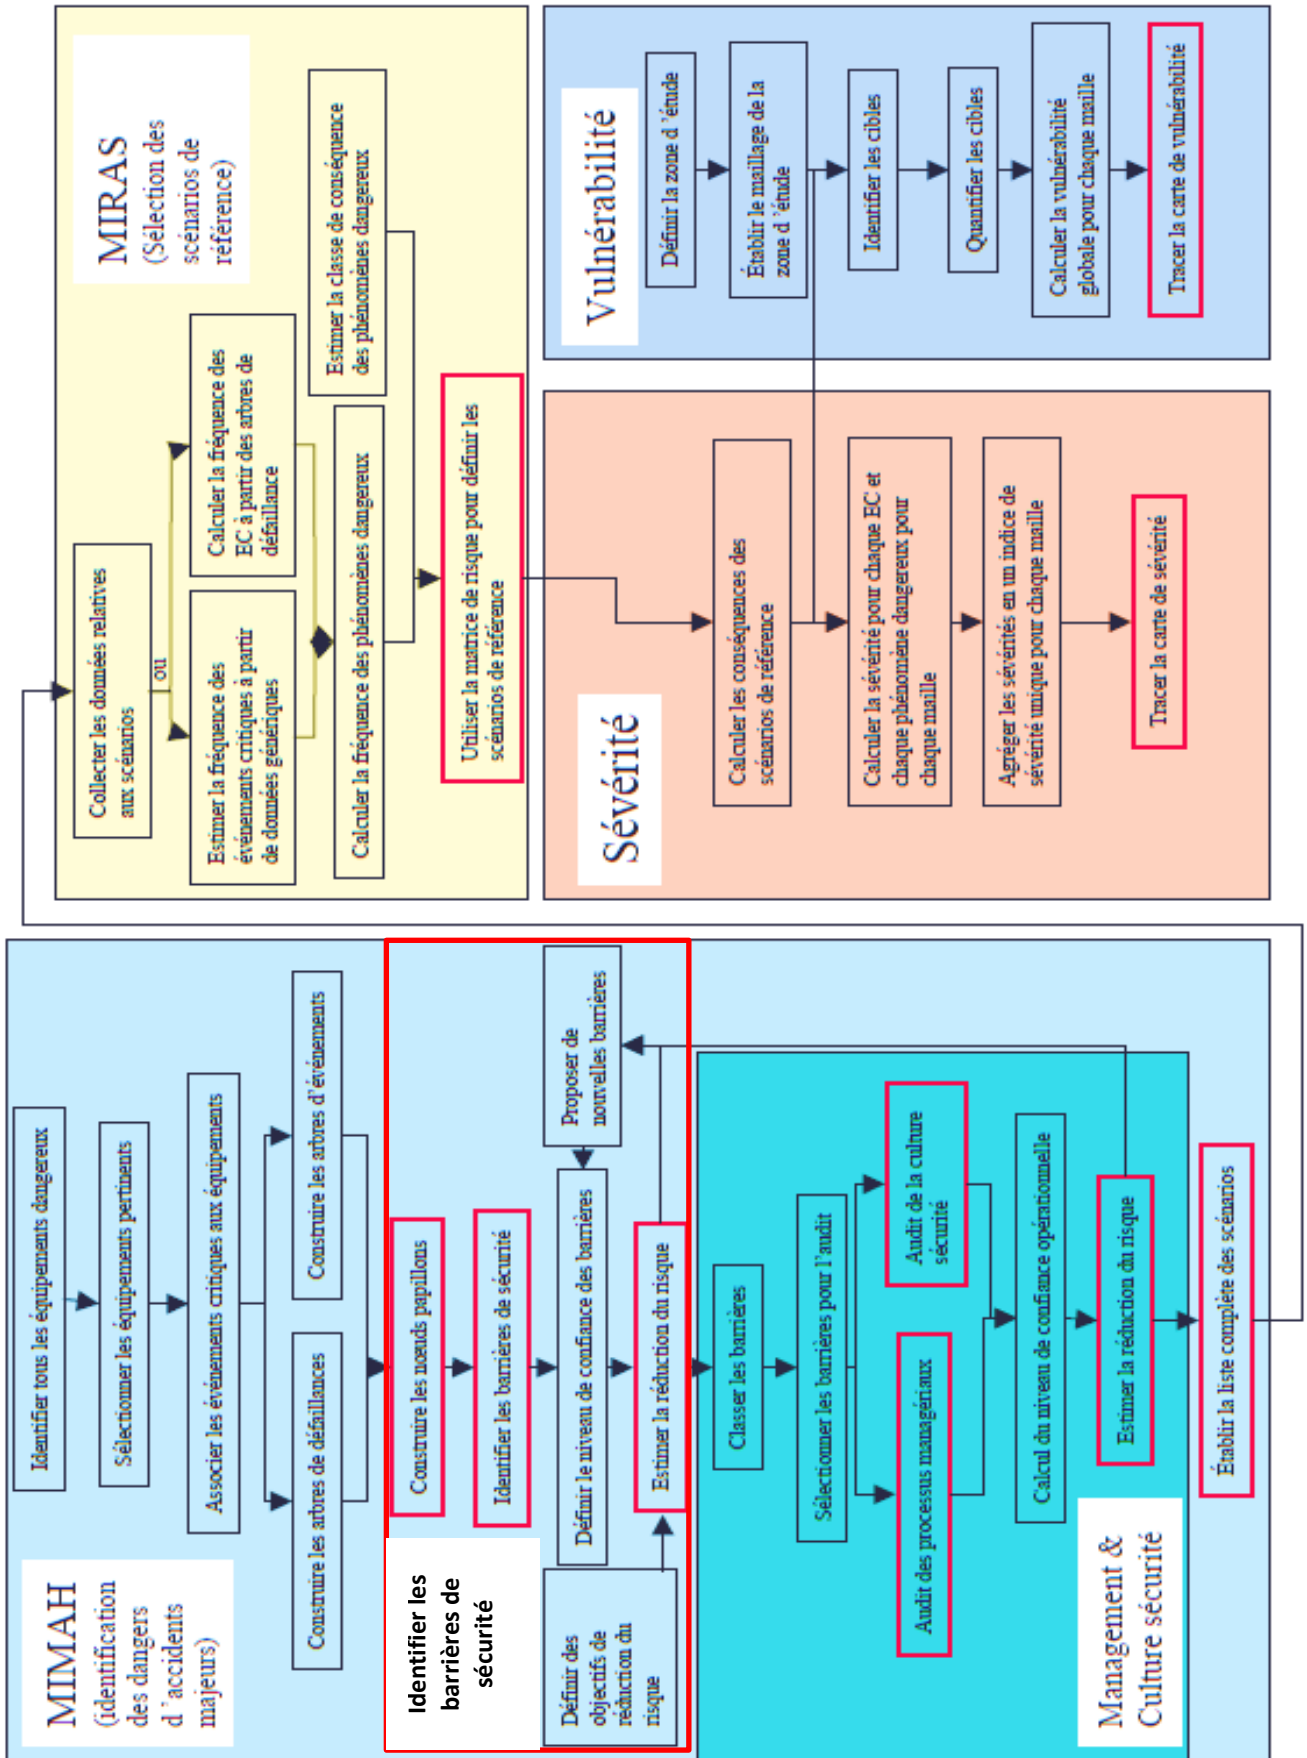 MIMAH
(identification
des dangers
d ’accidents
majeurs)
Identifier tous les équipements dangereux
Sélectionner les équipements pertinents
Associer les événements critiques aux équipements
Construire les arbres de défaillances
Construire les arbres d’événements
Identifier les
barrières de
sécurité
Construire les nœuds papillons
Identifier les barrières de sécurité
Définir des
objectifs de
réduction du
risque
Définir le niveau de confiance des barrières
Proposer de
nouvelles barrières
Estimer la réduction du risque
Classer les barrières
Sélectionner les barrières pour l’audit
Audit des processus managériaux
Audit de la culture
sécurité
Calcul du niveau de confiance opérationnelle
Estimer la réduction du risque
Management &
Culture sécurité
Établir la liste complète des scénarios
MIRAS
(Sélection des
scénarios de
référence)
Collecter les données relatives
aux scénarios
ou
Estimer la fréquence des
événements critiques à partir
de données génériques
Calculer la fréquence des
EC à partir des arbres de
défaillance
Calculer la fréquence des phénomènes dangereux
Estimer la classe de conséquence
des phénomènes dangereux
Utiliser la matrice de risque pour définir les
scénarios de référence
Sévérité
Calculer les conséquences des
scénarios de référence
Calculer la sévérité pour chaque EC et
chaque phénomène dangereux pour
chaque maille
Agréger les sévérités en un indice de
sévérité unique pour chaque maille
Tracer la carte de sévérité
Vulnérabilité
Définir la zone d ’étude
Établir le maillage de la
zone d ’étude
Identifier les cibles
Quantifier les cibles
Calculer la vulnérabilité
globale pour chaque maille
Tracer la carte de vulnérabilité